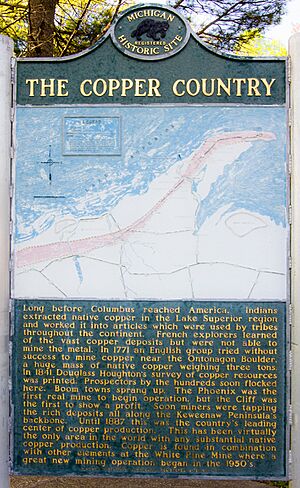 MICHIGAN
REGISTERED
HISTORIC SITE
THE COPPER COUNTRY
LEGEND
Long before Columbus reached America, Indians
extracted native copper in the Lake Superior region
and worked it into articles which were used by tribes
throughout the continent. French explorers learned
of the vast copper deposits but were not able to
mine the metal. In 1771 an English group tried without
success to mine copper near the Ontonagon Boulder,
a huge mass of native copper weighing three tons.
In 1841 Douglass Houghton's survey of copper resources
was printed. Prospectors by the hundreds soon flocked
here. Boom towns sprang up. The Phoenix was the
first real mine to begin operation, but the Cliff was
the first to show a profit. Soon miners were tapping
the rich deposits all along the Keweenaw Peninsula's
backbone. Until 1887 this was the country's leading
center of copper production. This has been virtually
the only area in the world with any substantial native
copper production. Copper is found in combination
with other elements at the White Pine Mine where a
great new mining operation began in the 1950's.